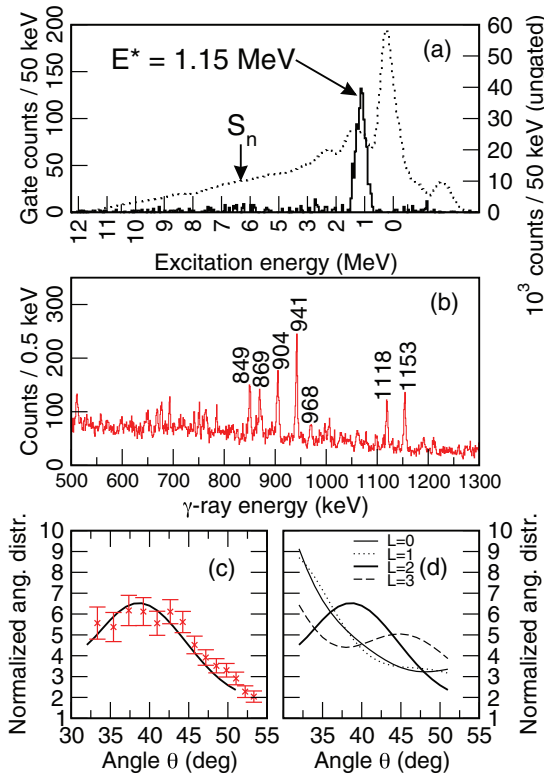 200
150
100
50
0
Gate counts / 50 keV
(a)
E* = 1.15 MeV
S_n
60
50
40
30
20
10
0
10³ counts / 50 keV (ungated)
12 11 10 9 8 7 6 5 4 3 2 1 0
Excitation energy (MeV)
(b)
300
200
100
0
Counts / 0.5 keV
849
869
904
941
968
1118
1153
500 600 700 800 900 1000 1100 1200 1300
γ-ray energy (keV)
(c)
10
9
8
7
6
5
4
3
2
1
Normalized ang. distr.
30 35 40 45 50 55
Angle θ (deg)
(d)
L=0
L=1
L=2
L=3
10
9
8
7
6
5
4
3
2
1
Normalized ang. distr.
35 40 45 50 55
Angle θ (deg)